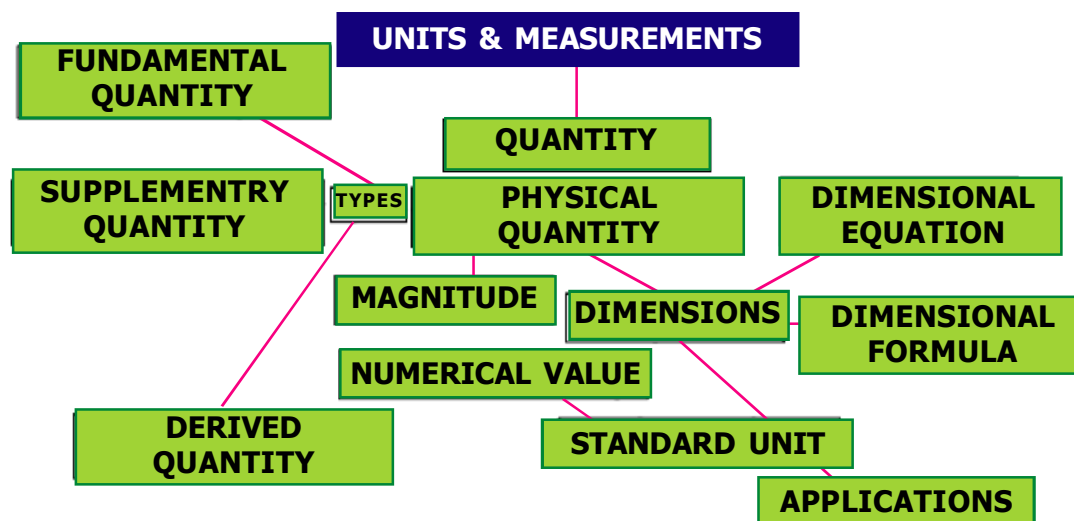 UNITS & MEASUREMENTS
FUNDAMENTAL
QUANTITY
QUANTITY
SUPPLEMENTRY
QUANTITY
TYPES
PHYSICAL
QUANTITY
DIMENSIONAL
EQUATION
MAGNITUDE
DIMENSIONS
DIMENSIONAL
FORMULA
NUMERICAL VALUE
DERIVED
QUANTITY
STANDARD UNIT
APPLICATIONS